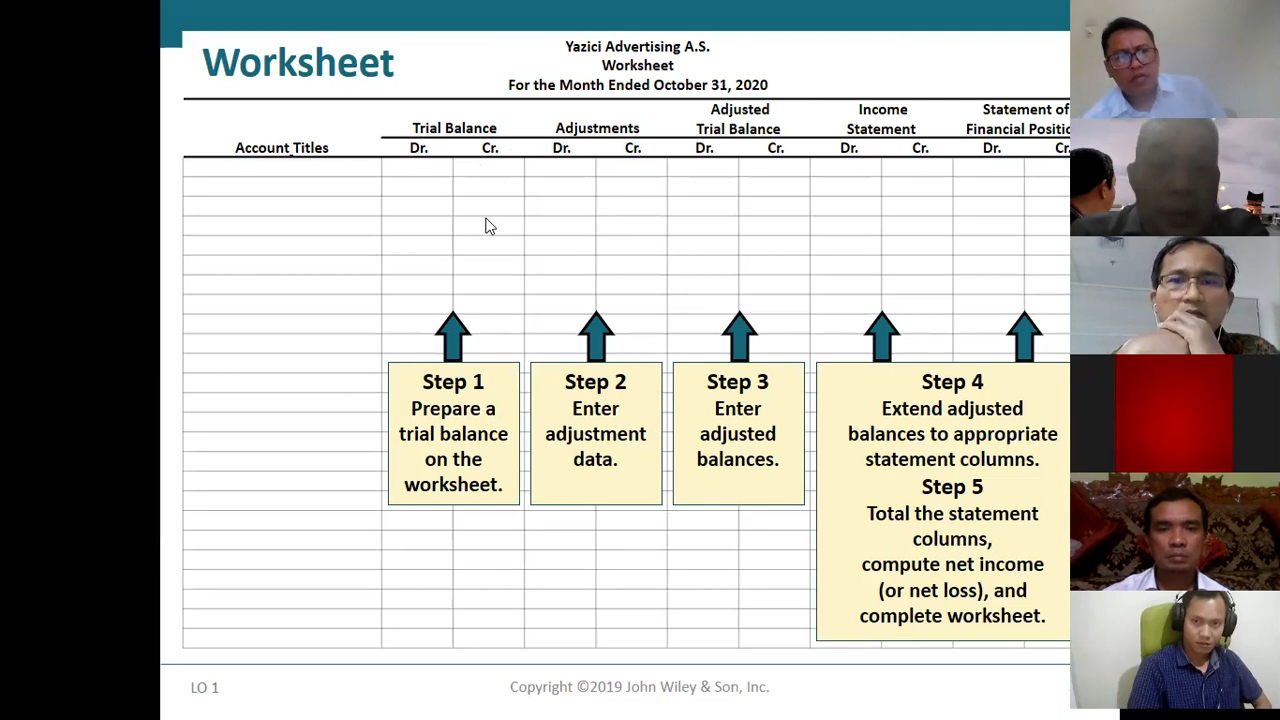 Worksheet
Yazici Advertising A.S.
Worksheet
For the Month Ended October 31, 2020
Account Titles
Trial Balance
Dr. Cr.
Adjustments
Dr. Cr.
Adjusted
Trial Balance
Dr. Cr.
Income
Statement
Dr. Cr.
Statement of
Financial Positio
Dr. Cr.
Step 1
Prepare a
trial balance
on the
worksheet.
Step 2
Enter
adjustment
data.
Step 3
Enter
adjusted
balances.
Step 4
Extend adjusted
balances to appropriate
statement columns.
Step 5
Total the statement
columns,
compute net income
(or net loss), and
complete worksheet.
LO 1
Copyright ©2019 John Wiley & Son, Inc.